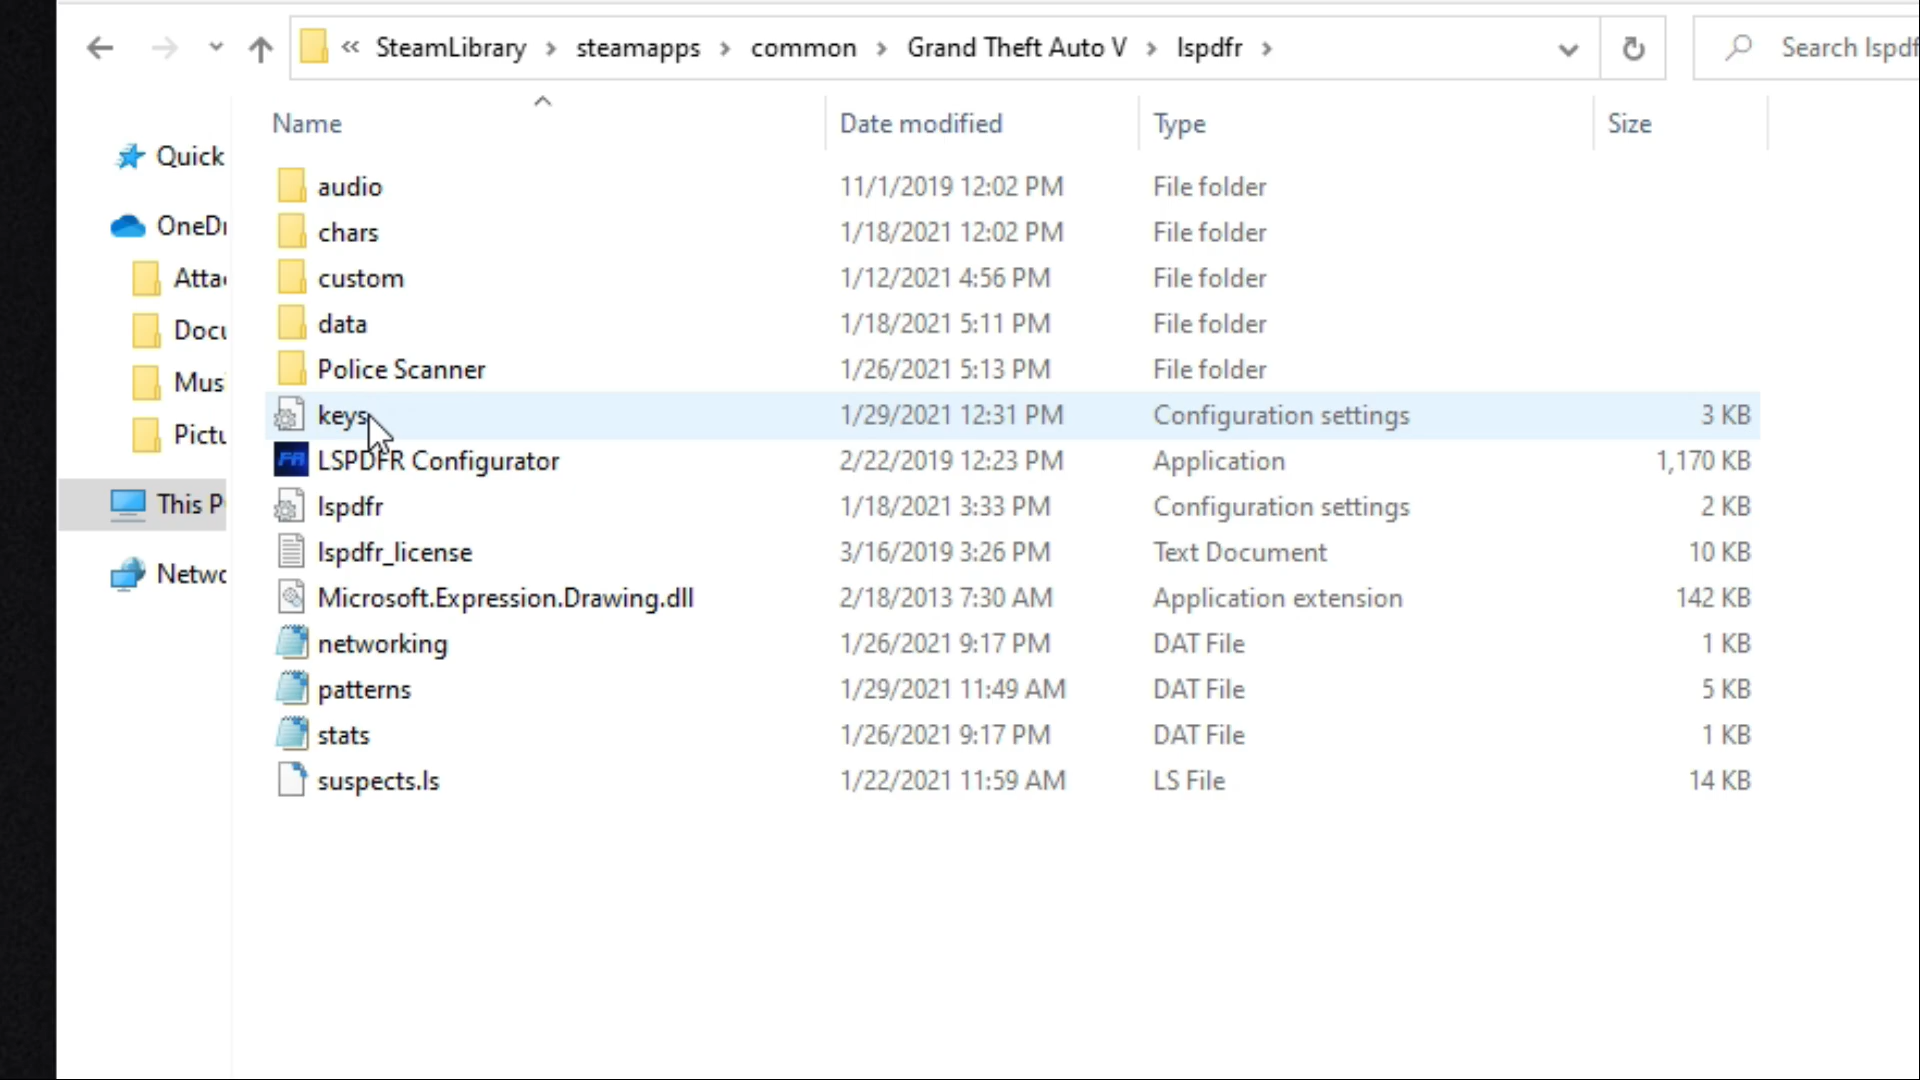 « SteamLibrary > steamapps > common > Grand Theft Auto V > lspdfr > Search lspdf
Name Date modified Type Size
Quick
OneDr
Attac
Docu
Musi
Pictu
This P
Netwo
audio 11/1/2019 12:02 PM File folder
chars 1/18/2021 12:02 PM File folder
custom 1/12/2021 4:56 PM File folder
data 1/18/2021 5:11 PM File folder
Police Scanner 1/26/2021 5:13 PM File folder
keys 1/29/2021 12:31 PM Configuration settings 3 KB
FR LSPDFR Configurator 2/22/2019 12:23 PM Application 1,170 KB
lspdfr 1/18/2021 3:33 PM Configuration settings 2 KB
lspdfr_license 3/16/2019 3:26 PM Text Document 10 KB
Microsoft.Expression.Drawing.dll 2/18/2013 7:30 AM Application extension 142 KB
networking 1/26/2021 9:17 PM DAT File 1 KB
patterns 1/29/2021 11:49 AM DAT File 5 KB
stats 1/26/2021 9:17 PM DAT File 1 KB
suspects.ls 1/22/2021 11:59 AM LS File 14 KB